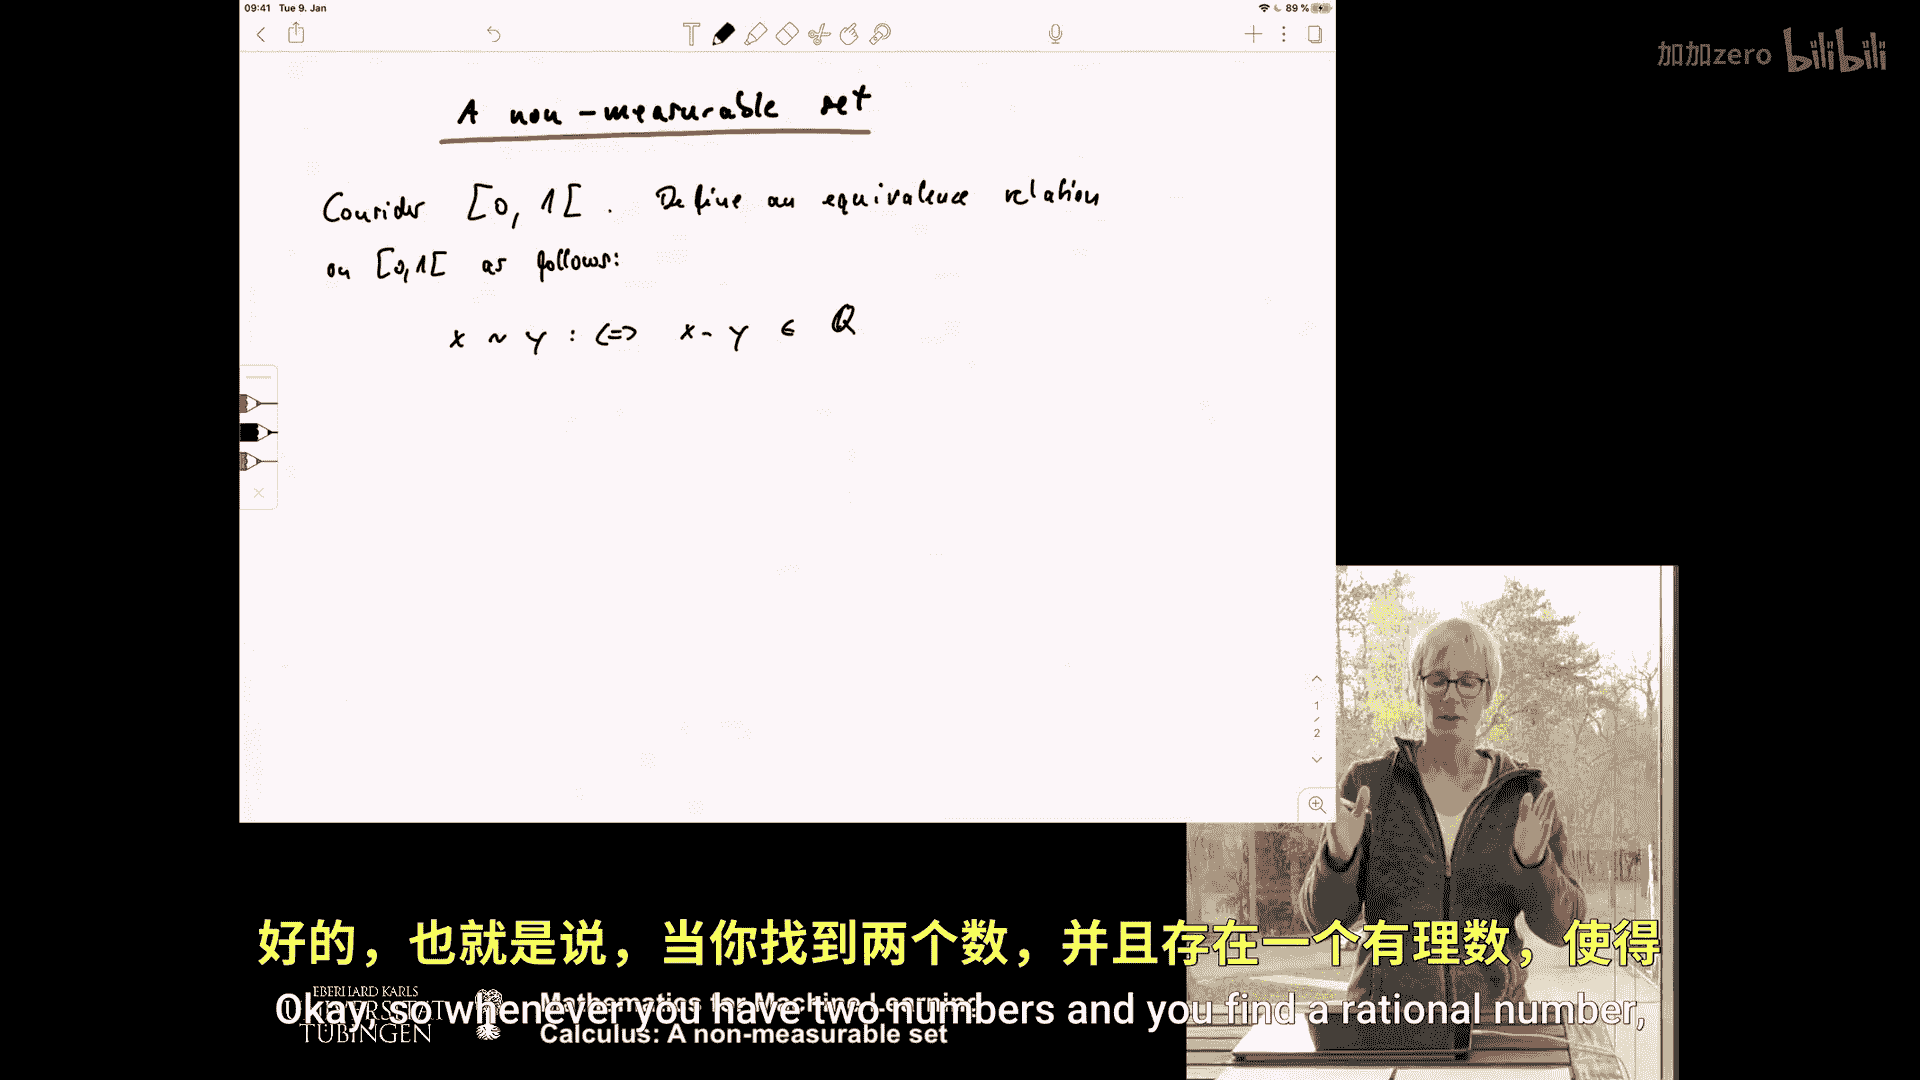 09:41 Tue 9. Jan
89 %
加加zero bilibili
T
A non-measurable set
Consider [0, 1[ . Define an equivalence relation
on [0,1[ as follows:
x ~ y :<=> x - y ∈ ℚ
1
2
好的，也就是说，当你找到两个数，并且存在一个有理数，使得
Okay, so whenever you have two numbers and you find a rational number,
EBERHARD KARLS
UNIVERSITÄT
TÜBINGEN
Mathematics for Machine Learning
Calculus: A non-measurable set